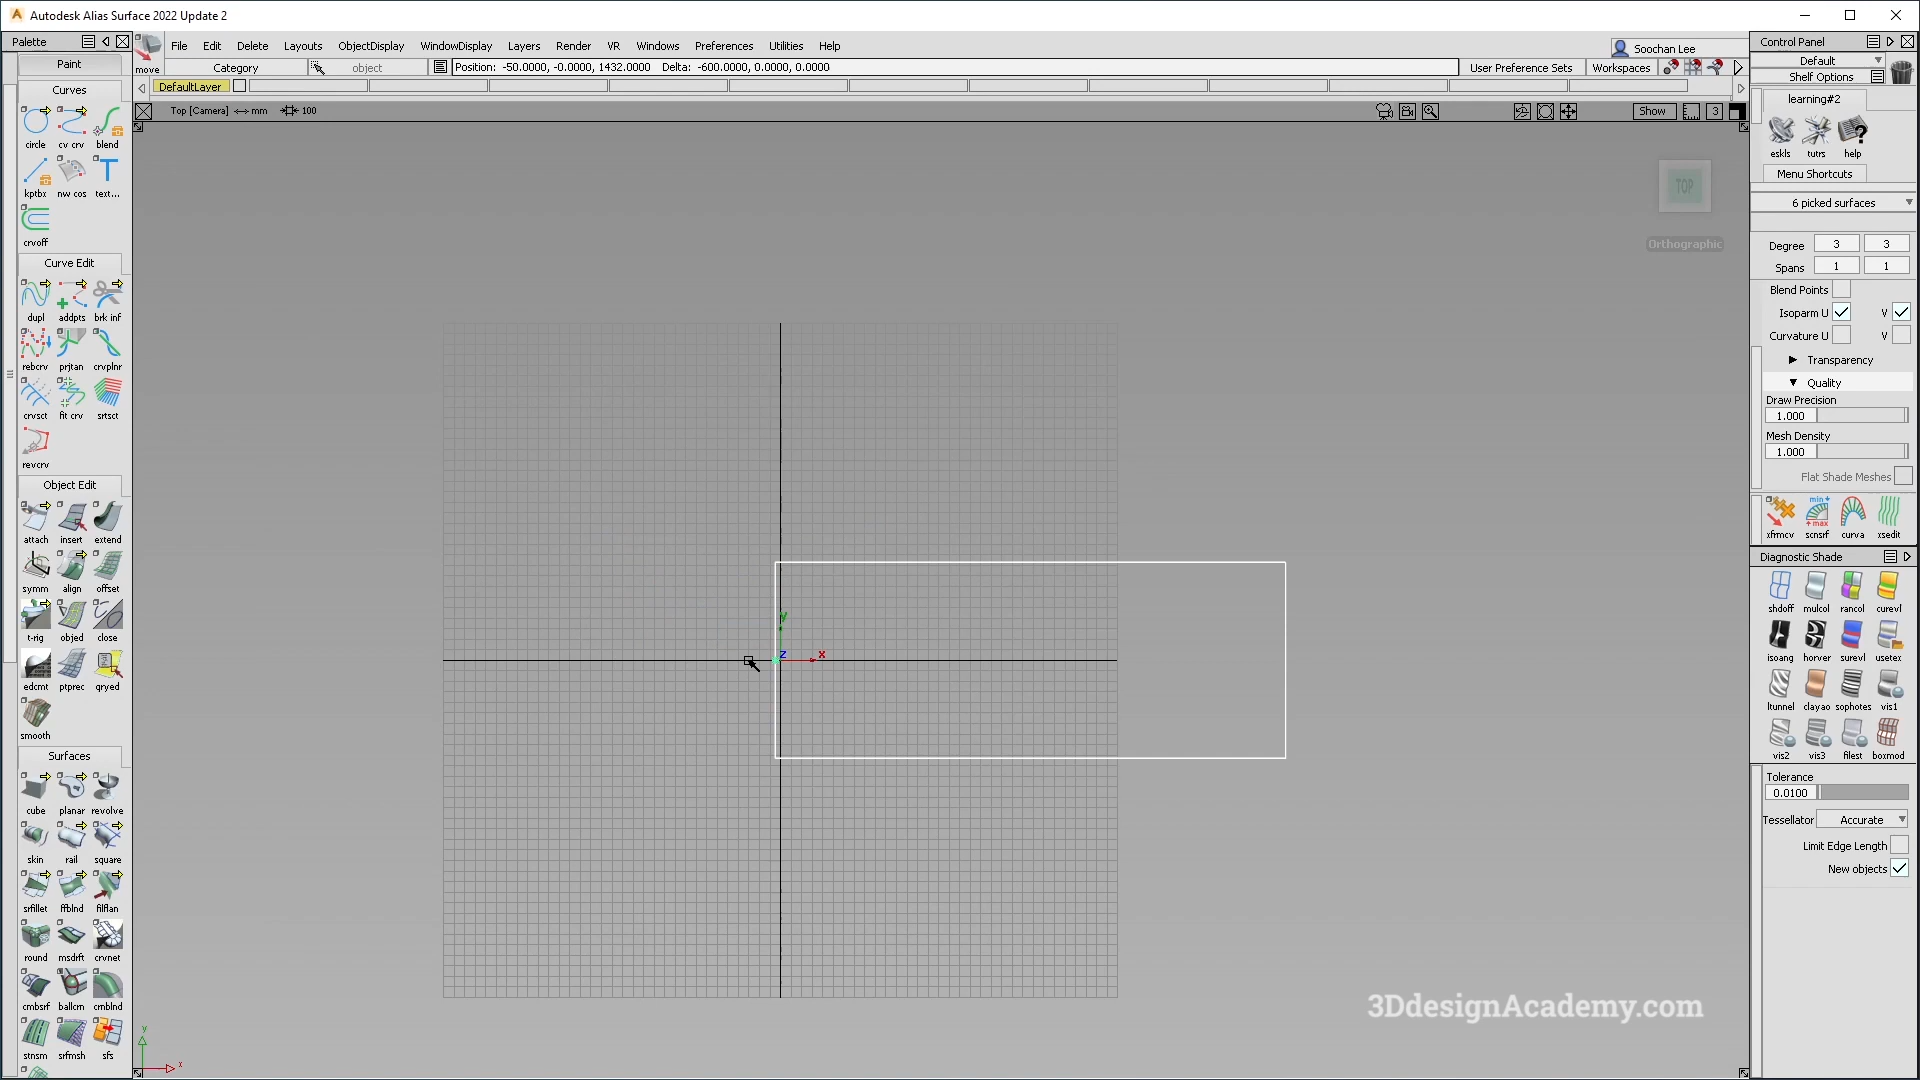 Autodesk Alias Surface 2022 Update 2
Palette
Paint
Curves
circle cv crv blend
kptbx nw cos text...
crvoff
Curve Edit
dupl addpts brk inf
rebcrv prjtan crvplnr
crvsct fit crv srtsct
revcrv
Object Edit
attach insert extend
symm align offset
t-rig objed close
edcmt ptprec qryed
smooth
Surfaces
cube planar revolve
skin rail square
srfillet ffblnd filflan
round msdrft crvnet
cmbsrf ballcrn crnblnd
stnsm srfmsh sfs
move
File Edit Delete Layouts ObjectDisplay WindowDisplay Layers Render VR Windows Preferences Utilities Help
Soochan Lee
Category
object
Position: -50.0000, -0.0000, 1432.0000 Delta: -600.0000, 0.0000, 0.0000
User Preference Sets
Workspaces
DefaultLayer
Top [Camera] mm 100
Show
3
TOP
Orthographic
y
z
x
y
x
3DdesignAcademy.com
Control Panel
Default
Shelf Options
learning#2
eskls tutrs help
Menu Shortcuts
6 picked surfaces
Degree 3 3
Spans 1 1
Blend Points
Isoparm U V
Curvature U V
Transparency
Quality
Draw Precision
1.000
Mesh Density
1.000
Flat Shade Meshes
min
max
xfrmcv scnsrf curva xsedit
Diagnostic Shade
shdoff mulcol rancol curevl
isoang horver surevl usetex
ltunnel clayao sophotes vis1
vis2 vis3 filest boxmod
Tolerance
0.0100
Tessellator Accurate
Limit Edge Length
New objects